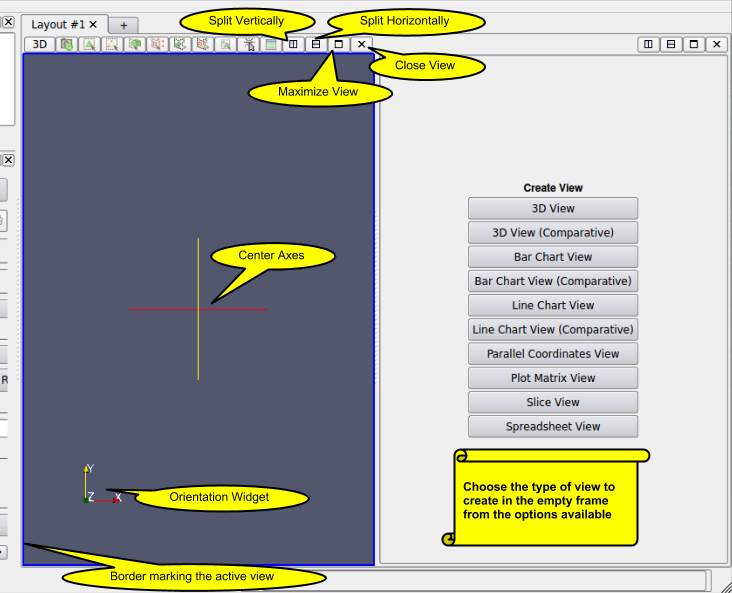 Split Vertically
Split Horizontally
Layout #1
+
3D
Close View
Maximize View
Create View
3D View
3D View (Comparative)
Bar Chart View
Bar Chart View (Comparative)
Line Chart View
Line Chart View (Comparative)
Parallel Coordinates View
Plot Matrix View
Slice View
Spreadsheet View
Center Axes
R
Y
Z X
Orientation Widget
Choose the type of view to
create in the empty frame
from the options available
Border marking the active view